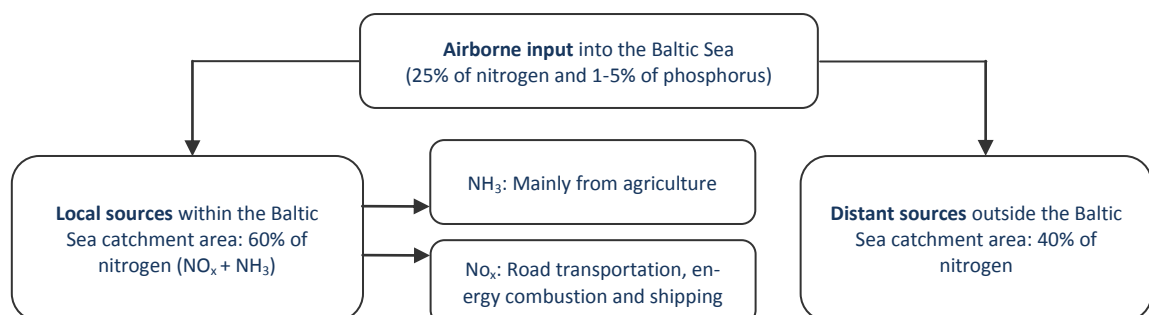 Airborne input into the Baltic Sea
(25% of nitrogen and 1-5% of phosphorus)
NH₃: Mainly from agriculture
Local sources within the Baltic
Sea catchment area: 60% of
nitrogen (NOₓ + NH₃)
Noₓ: Road transportation, en-
ergy combustion and shipping
Distant sources outside the Baltic
Sea catchment area: 40% of
nitrogen